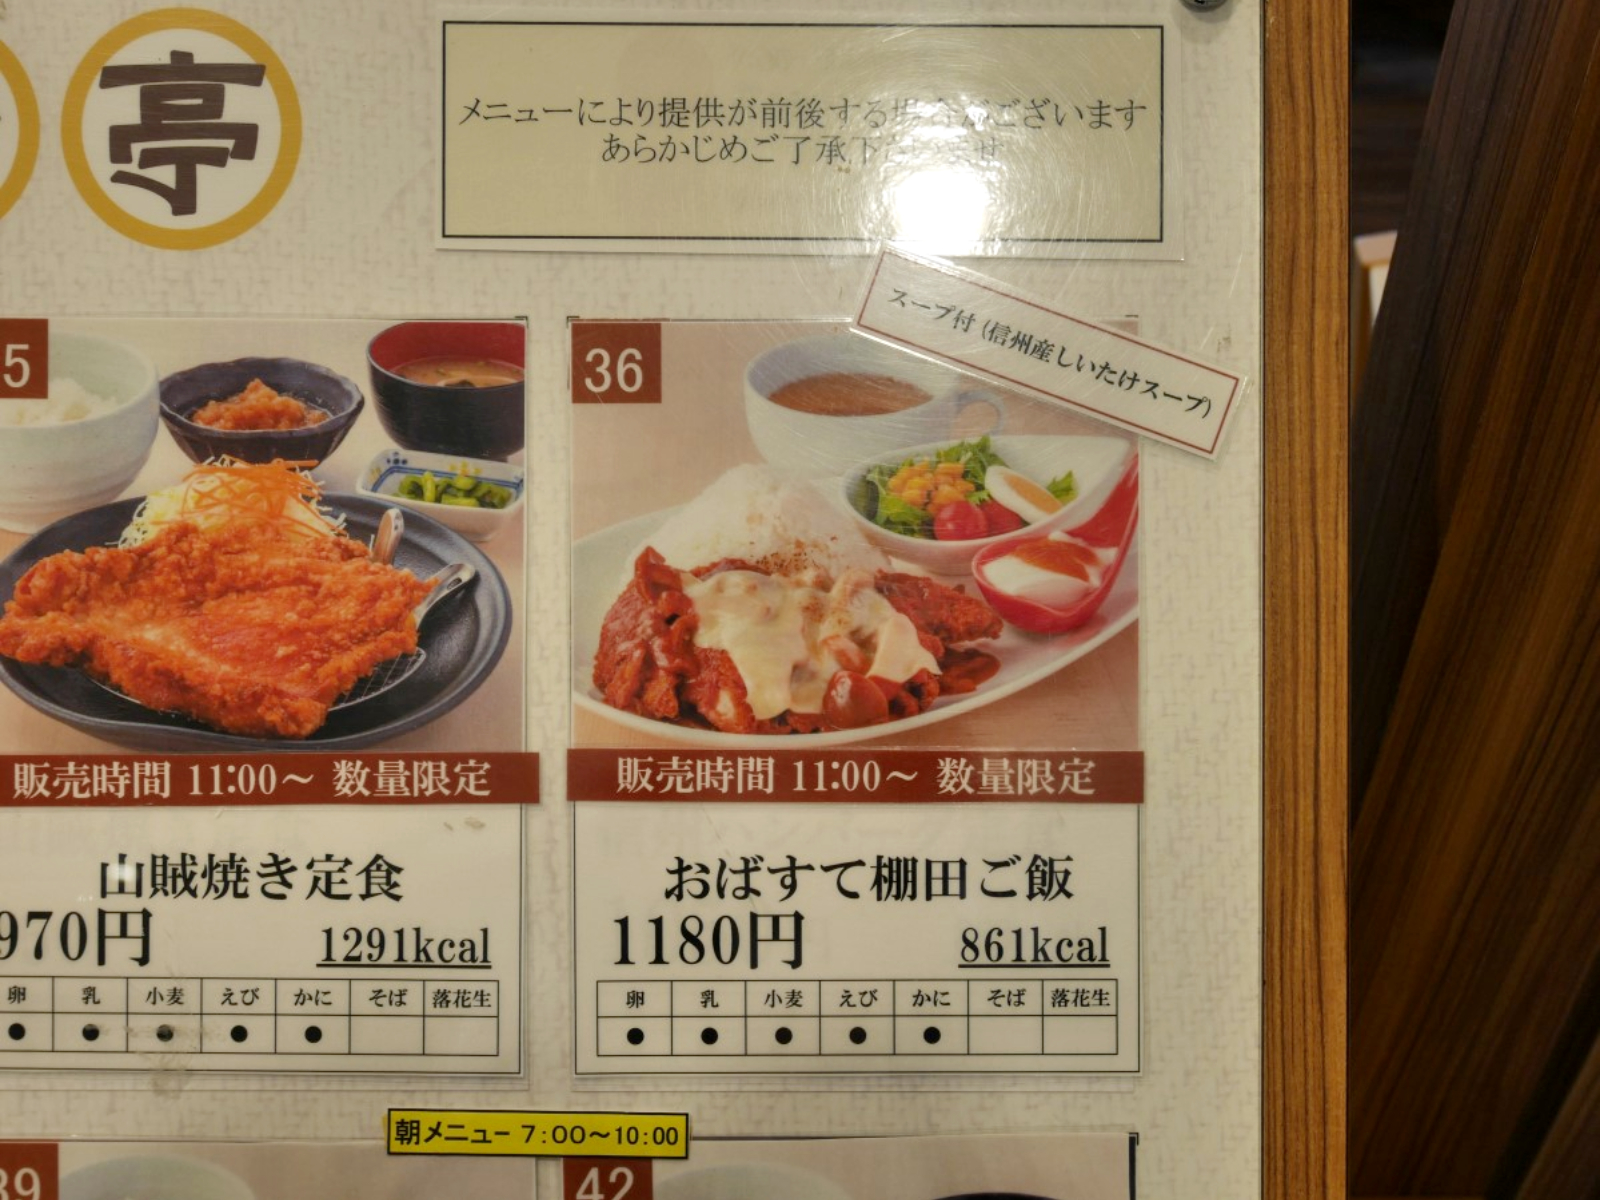 亭
メニューにより提供が前後する場合がございます
あらかじめご了承下さいませ
スープ付（信州産しいたけスープ）
5
36
販売時間 11:00～ 数量限定
販売時間 11:00～ 数量限定
山賊焼き定食
970円 1291kcal
卵 乳 小麦 えび かに そば 落花生
● ● ● ● ●
おばすて棚田ご飯
1180円 861kcal
卵 乳 小麦 えび かに そば 落花生
● ● ● ● ●
朝メニュー 7:00～10:00
39
42